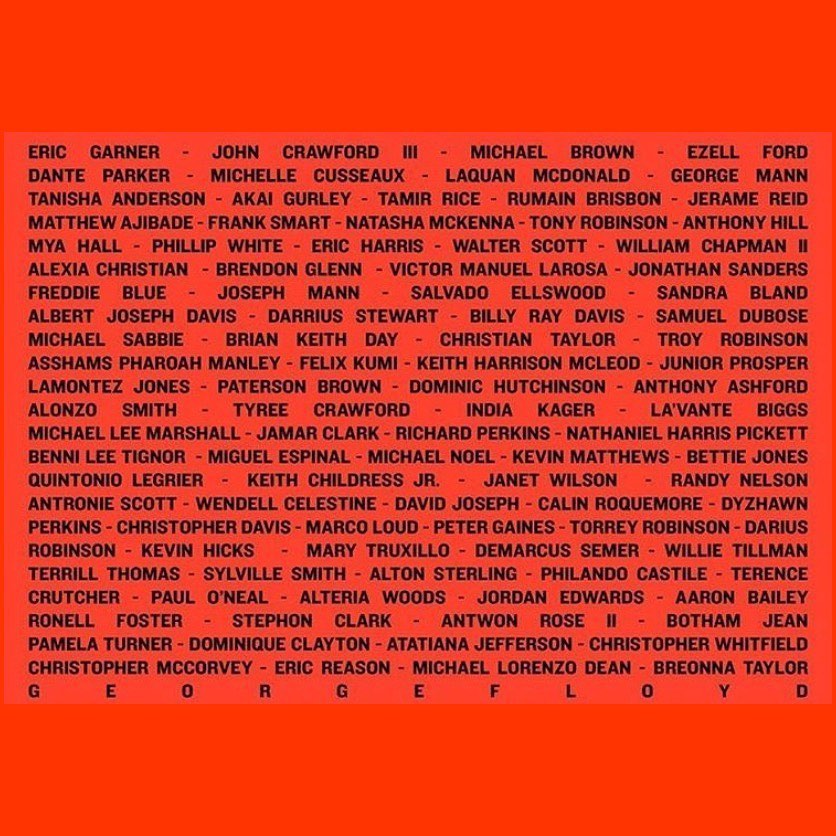 ERIC GARNER - JOHN CRAWFORD III - MICHAEL BROWN - EZELL FORD
DANTE PARKER - MICHELLE CUSSEAUX - LAQUAN MCDONALD - GEORGE MANN
TANISHA ANDERSON - AKAI GURLEY - TAMIR RICE - RUMAIN BRISBON - JERAME REID
MATTHEW AJIBADE - FRANK SMART - NATASHA MCKENNA - TONY ROBINSON - ANTHONY HILL
MYA HALL - PHILLIP WHITE - ERIC HARRIS - WALTER SCOTT - WILLIAM CHAPMAN II
ALEXIA CHRISTIAN - BRENDON GLENN - VICTOR MANUEL LAROSA - JONATHAN SANDERS
FREDDIE BLUE - JOSEPH MANN - SALVADO ELLSWOOD - SANDRA BLAND
ALBERT JOSEPH DAVIS - DARRIUS STEWART - BILLY RAY DAVIS - SAMUEL DUBOSE
MICHAEL SABBIE - BRIAN KEITH DAY - CHRISTIAN TAYLOR - TROY ROBINSON
ASSHAMS PHAROAH MANLEY - FELIX KUMI - KEITH HARRISON MCLEOD - JUNIOR PROSPER
LAMONTEZ JONES - PATERSON BROWN - DOMINIC HUTCHINSON - ANTHONY ASHFORD
ALONZO SMITH - TYREE CRAWFORD - INDIA KAGER - LA'VANTE BIGGS
MICHAEL LEE MARSHALL - JAMAR CLARK - RICHARD PERKINS - NATHANIEL HARRIS PICKETT
BENNI LEE TIGNOR - MIGUEL ESPINAL - MICHAEL NOEL - KEVIN MATTHEWS - BETTIE JONES
QUINTONIO LEGRIER - KEITH CHILDRESS JR. - JANET WILSON - RANDY NELSON
ANTRONIE SCOTT - WENDELL CELESTINE - DAVID JOSEPH - CALIN ROQUEMORE - DYZHAWN
PERKINS - CHRISTOPHER DAVIS - MARCO LOUD - PETER GAINES - TORREY ROBINSON - DARIUS
ROBINSON - KEVIN HICKS - MARY TRUXILLO - DEMARCUS SEMER - WILLIE TILLMAN
TERRILL THOMAS - SYLVILLE SMITH - ALTON STERLING - PHILANDO CASTILE - TERENCE
CRUTCHER - PAUL O'NEAL - ALTERIA WOODS - JORDAN EDWARDS - AARON BAILEY
RONELL FOSTER - STEPHON CLARK - ANTWON ROSE II - BOTHAM JEAN
PAMELA TURNER - DOMINIQUE CLAYTON - ATATIANA JEFFERSON - CHRISTOPHER WHITFIELD
CHRISTOPHER MCCORVEY - ERIC REASON - MICHAEL LORENZO DEAN - BREONNA TAYLOR
G E O R G E F L O Y D